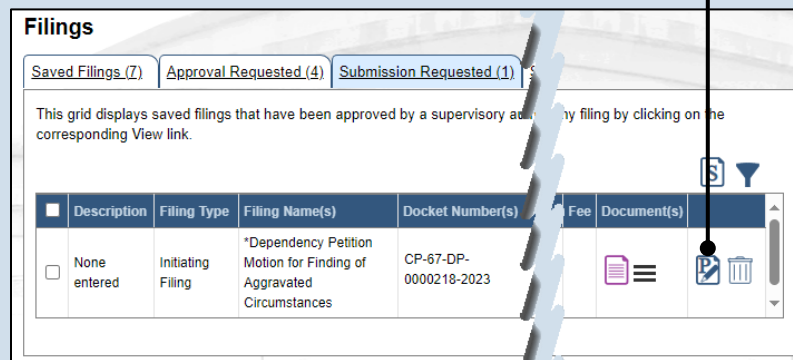 Filings
Saved Filings (7) Approval Requested (4) Submission Requested (1)
This grid displays saved filings that have been approved by a supervisory ny filing by clicking on the
corresponding View link.
S
Description Filing Type Filing Name(s) Docket Number(s) Fee Document(s)
None entered Initiating Filing *Dependency Petition Motion for Finding of Aggravated Circumstances CP-67-DP-0000218-2023 P